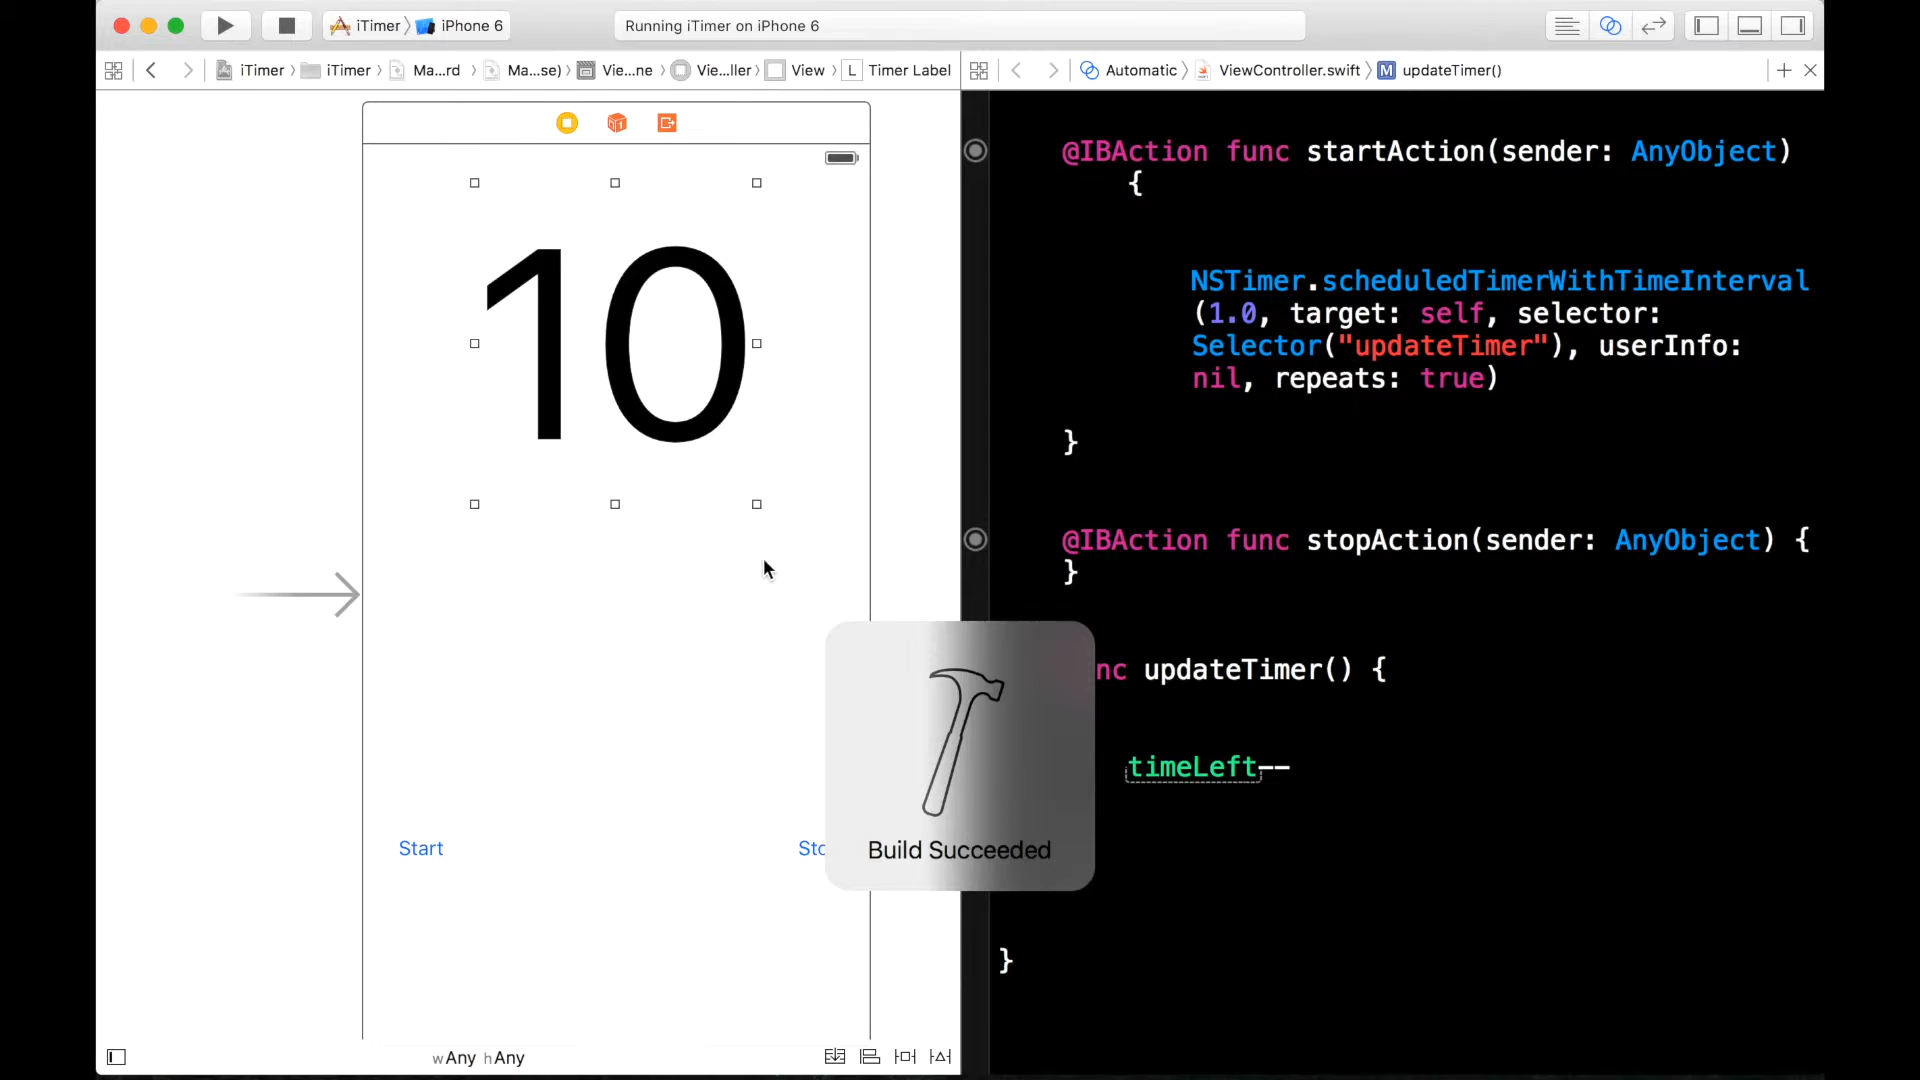 iTimer iPhone 6
Running iTimer on iPhone 6
iTimer iTimer Ma...rd Ma...se) Vie...ne Vie...ller View L Timer Label
Automatic ViewController.swift M updateTimer()
10
Start
Sto
wAny hAny
@IBAction func startAction(sender: AnyObject)
{
NSTimer.scheduledTimerWithTimeInterval
(1.0, target: self, selector:
Selector("updateTimer"), userInfo:
nil, repeats: true)
}
@IBAction func stopAction(sender: AnyObject) {
}
nc updateTimer() {
timeLeft--
}
Build Succeeded